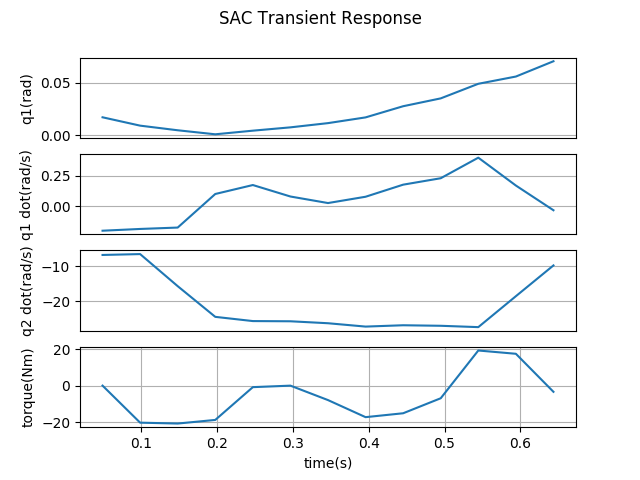 SAC Transient Response
q1(rad)
0.05
0.00
q1 dot(rad/s)
0.25
0.00
q2 dot(rad/s)
−10
−20
torque(Nm)
20
0
−20
0.1 0.2 0.3 0.4 0.5 0.6
time(s)